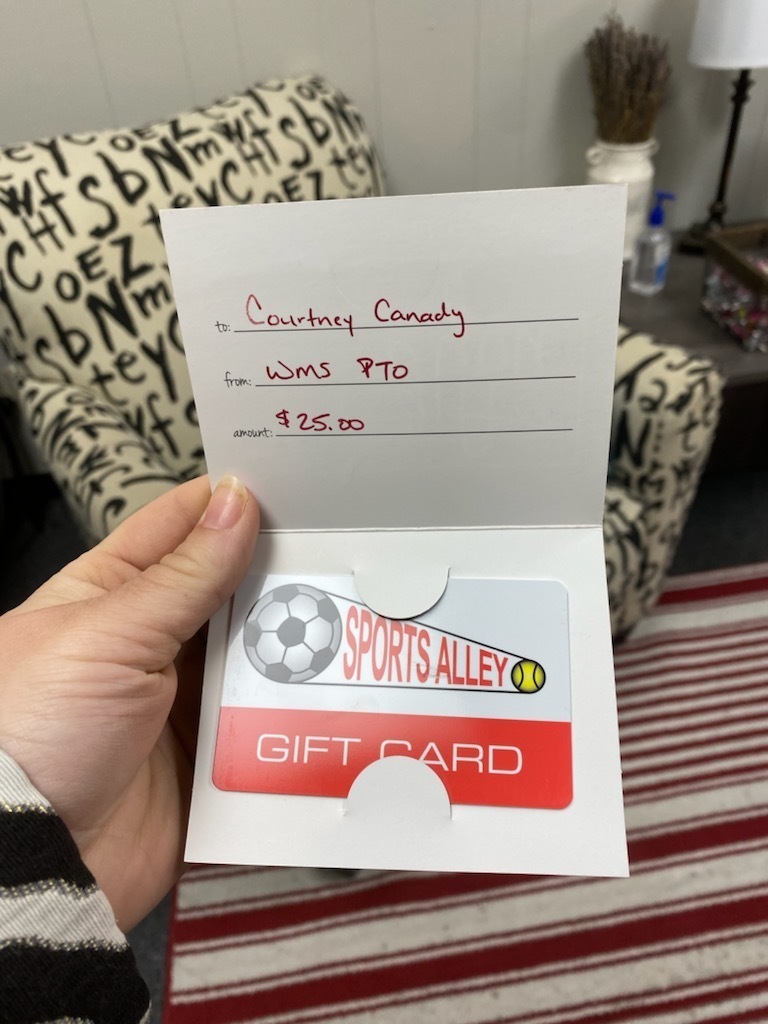 to: Courtney Canady
from: WMS PTO
amount: $25.00
SPORTS ALLEY
GIFT CARD